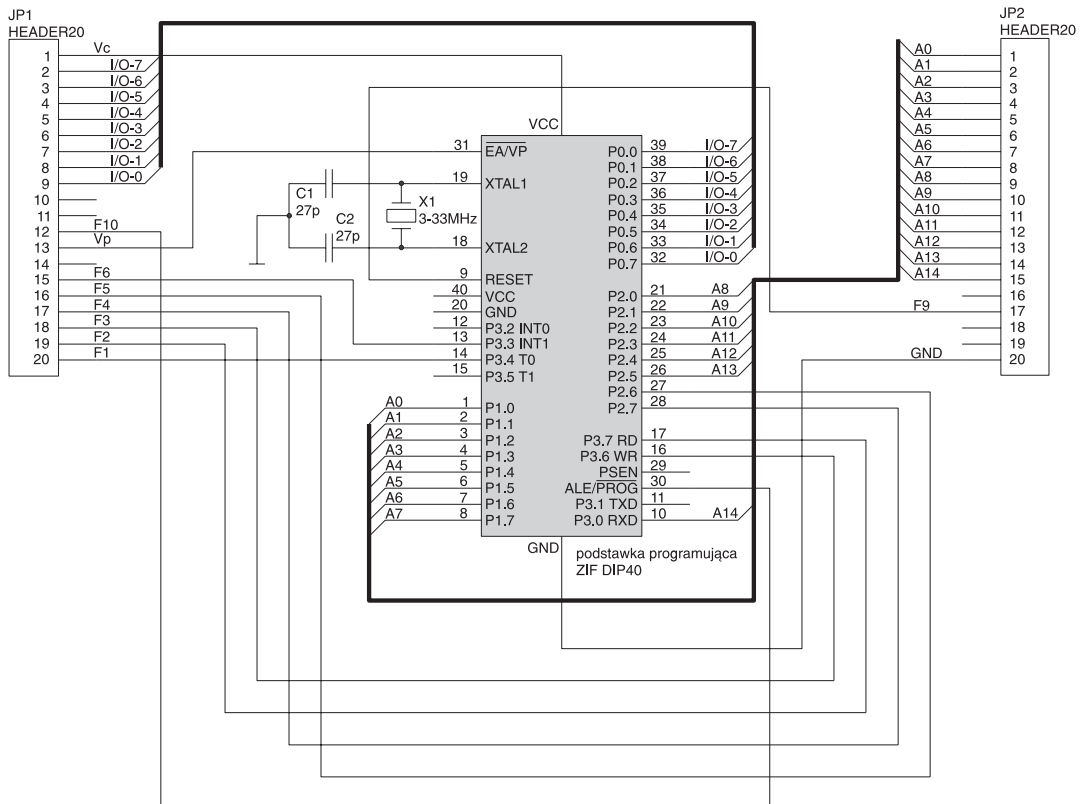 JP1
HEADER20
1 Vc
2 I/O-7
3 I/O-6
4 I/O-5
5 I/O-4
6 I/O-3
7 I/O-2
8 I/O-1
9 I/O-0
10
11
12 F10
13 Vp
14
15 F6
16 F5
17 F4
18 F3
19 F2
20 F1
C1
27p
C2
27p
X1
3-33MHz
VCC
31 EA/VP
19 XTAL1
18 XTAL2
9 RESET
40 VCC
20 GND
12 P3.2 INT0
13 P3.3 INT1
14 P3.4 T0
15 P3.5 T1
A0 1 P1.0
A1 2 P1.1
A2 3 P1.2
A3 4 P1.3
A4 5 P1.4
A5 6 P1.5
A6 7 P1.6
A7 8 P1.7
P0.0 39 I/O-7
P0.1 38 I/O-6
P0.2 37 I/O-5
P0.3 36 I/O-4
P0.4 35 I/O-3
P0.5 34 I/O-2
P0.6 33 I/O-1
P0.7 32 I/O-0
P2.0 21 A8
P2.1 22 A9
P2.2 23 A10
P2.3 24 A11
P2.4 25 A12
P2.5 26 A13
P2.6 27
P2.7 28
P3.7 RD 17
P3.6 WR 16
PSEN 29
ALE/PROG 30
P3.1 TXD 11
P3.0 RXD 10 A14
GND
podstawka programująca
ZIF DIP40
JP2
HEADER20
A0 1
A1 2
A2 3
A3 4
A4 5
A5 6
A6 7
A7 8
A8 9
A9 10
A10 11
A11 12
A12 13
A13 14
A14 15
16
F9 17
18
19
GND 20